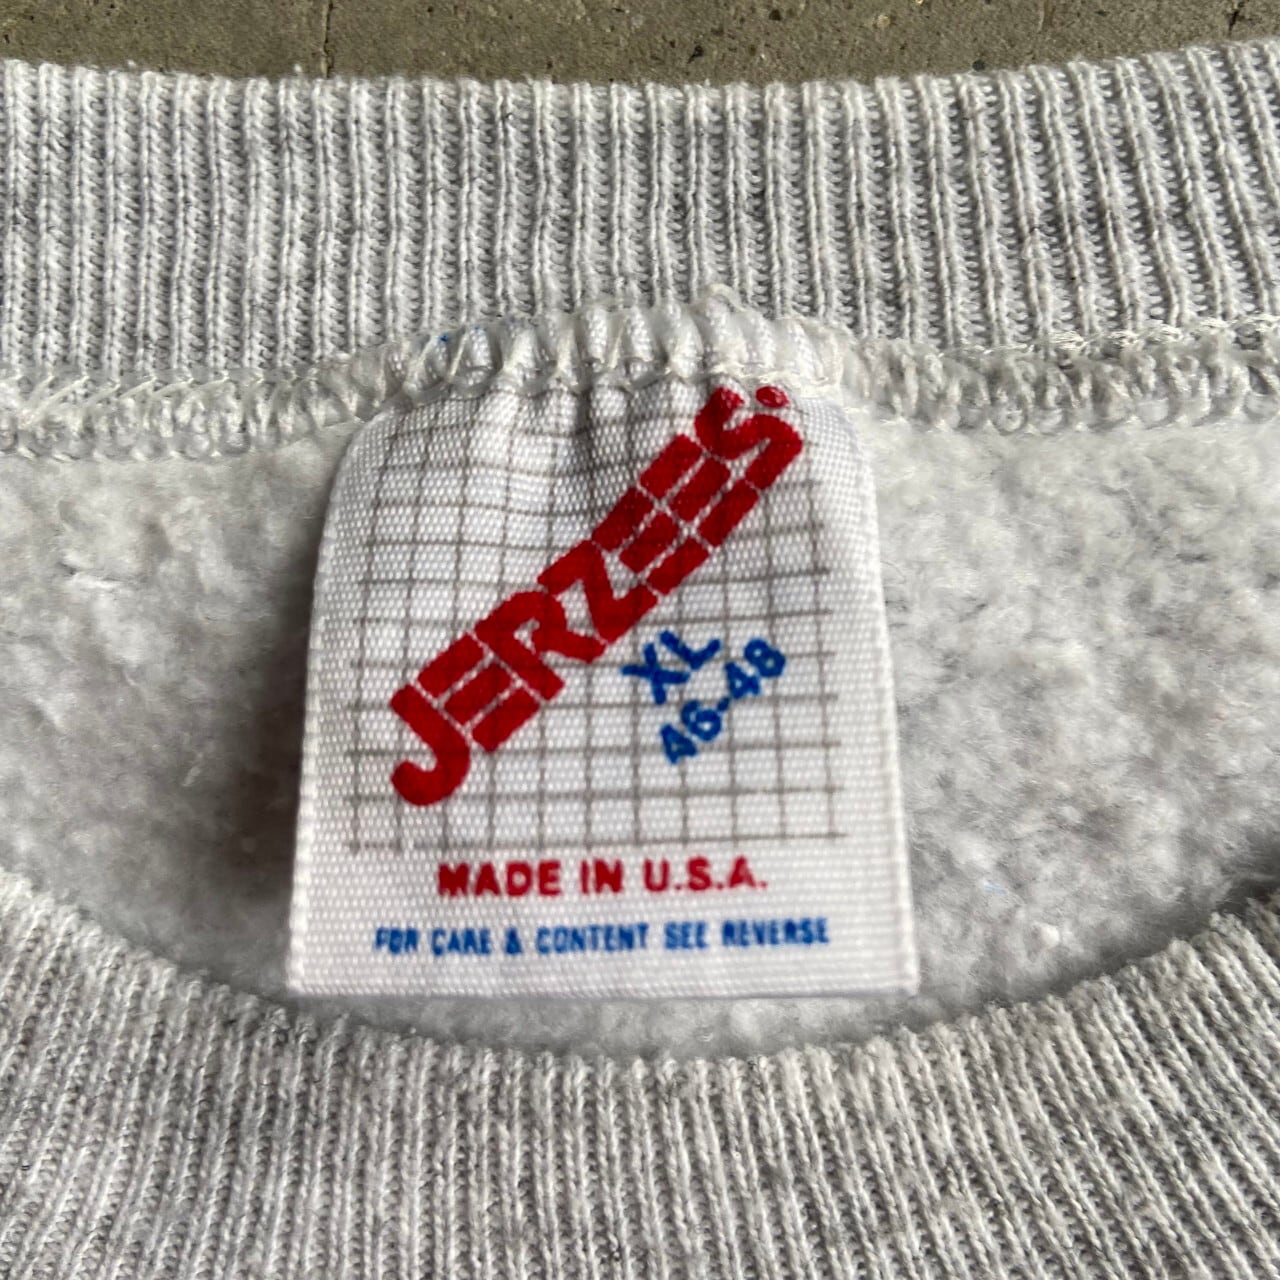 JERZEES.
XL
46-48
MADE IN U.S.A.
FOR CARE & CONTENT SEE REVERSE